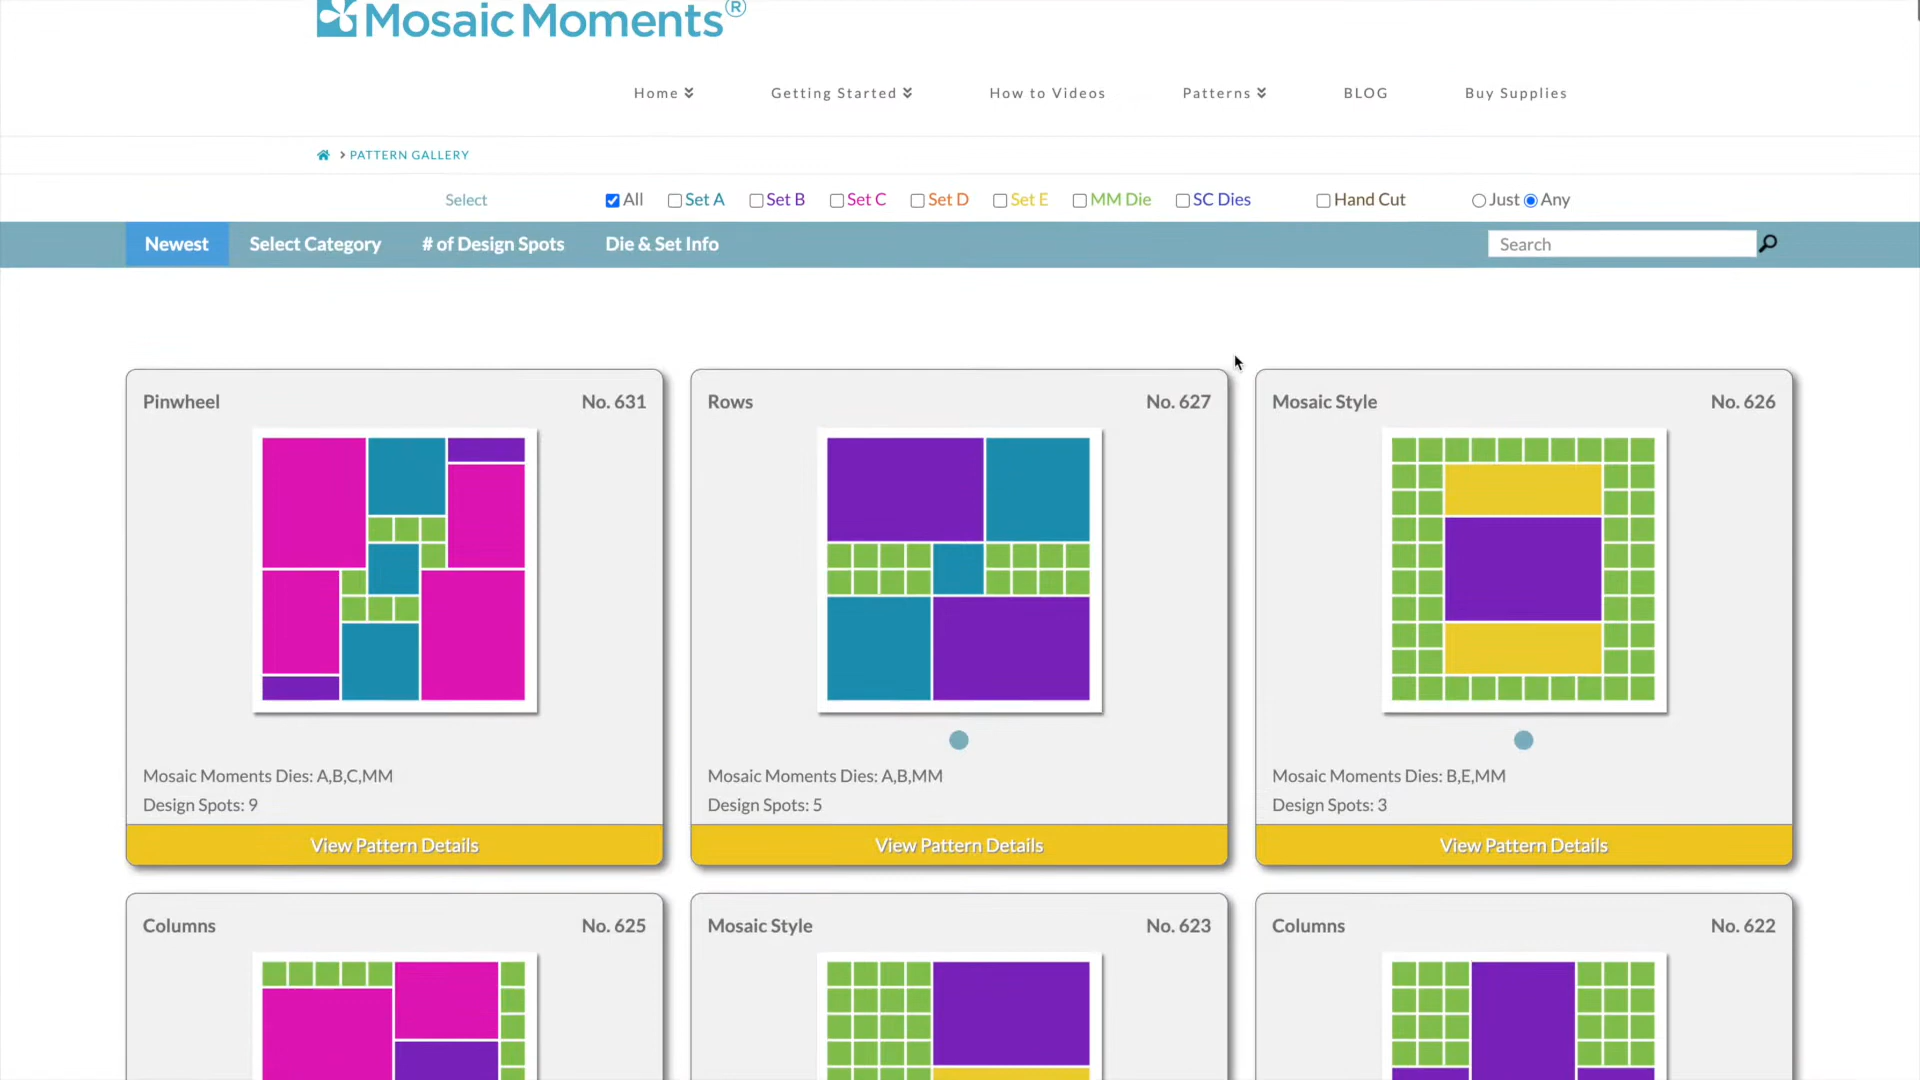 Mosaic Moments®
Home Getting Started How to Videos Patterns BLOG Buy Supplies
PATTERN GALLERY
Select All Set A Set B Set C Set D Set E MM Die SC Dies Hand Cut Just Any
Newest Select Category # of Design Spots Die & Set Info Search
Pinwheel No. 631
Mosaic Moments Dies: A,B,C,MM
Design Spots: 9
View Pattern Details
Rows No. 627
Mosaic Moments Dies: A,B,MM
Design Spots: 5
View Pattern Details
Mosaic Style No. 626
Mosaic Moments Dies: B,E,MM
Design Spots: 3
View Pattern Details
Columns No. 625
Mosaic Style No. 623
Columns No. 622